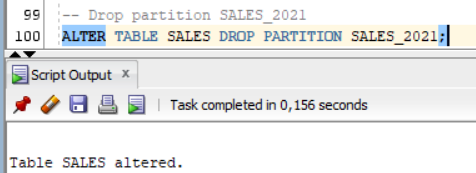 99 -- Drop partition SALES_2021
100 ALTER TABLE SALES DROP PARTITION SALES_2021;
Script Output x
Task completed in 0,156 seconds
Table SALES altered.